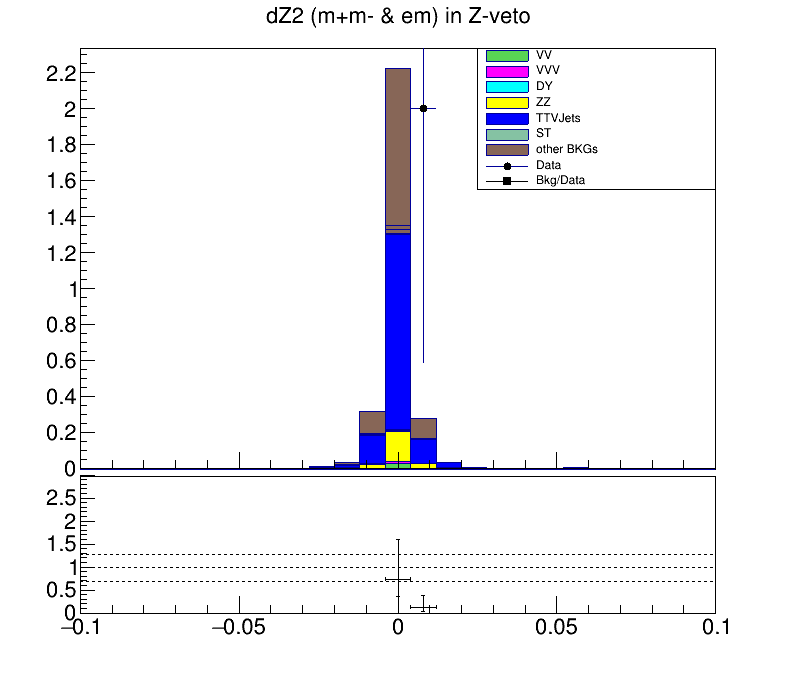 dZ2 (m+m- & em) in Z-veto
2.2
2
1.8
1.6
1.4
1.2
1
0.8
0.6
0.4
0.2
0
VV
VVV
DY
ZZ
TTVJets
ST
other BKGs
Data
Bkg/Data
2.5
2
1.5
1
0.5
0
−0.1 −0.05 0 0.05 0.1